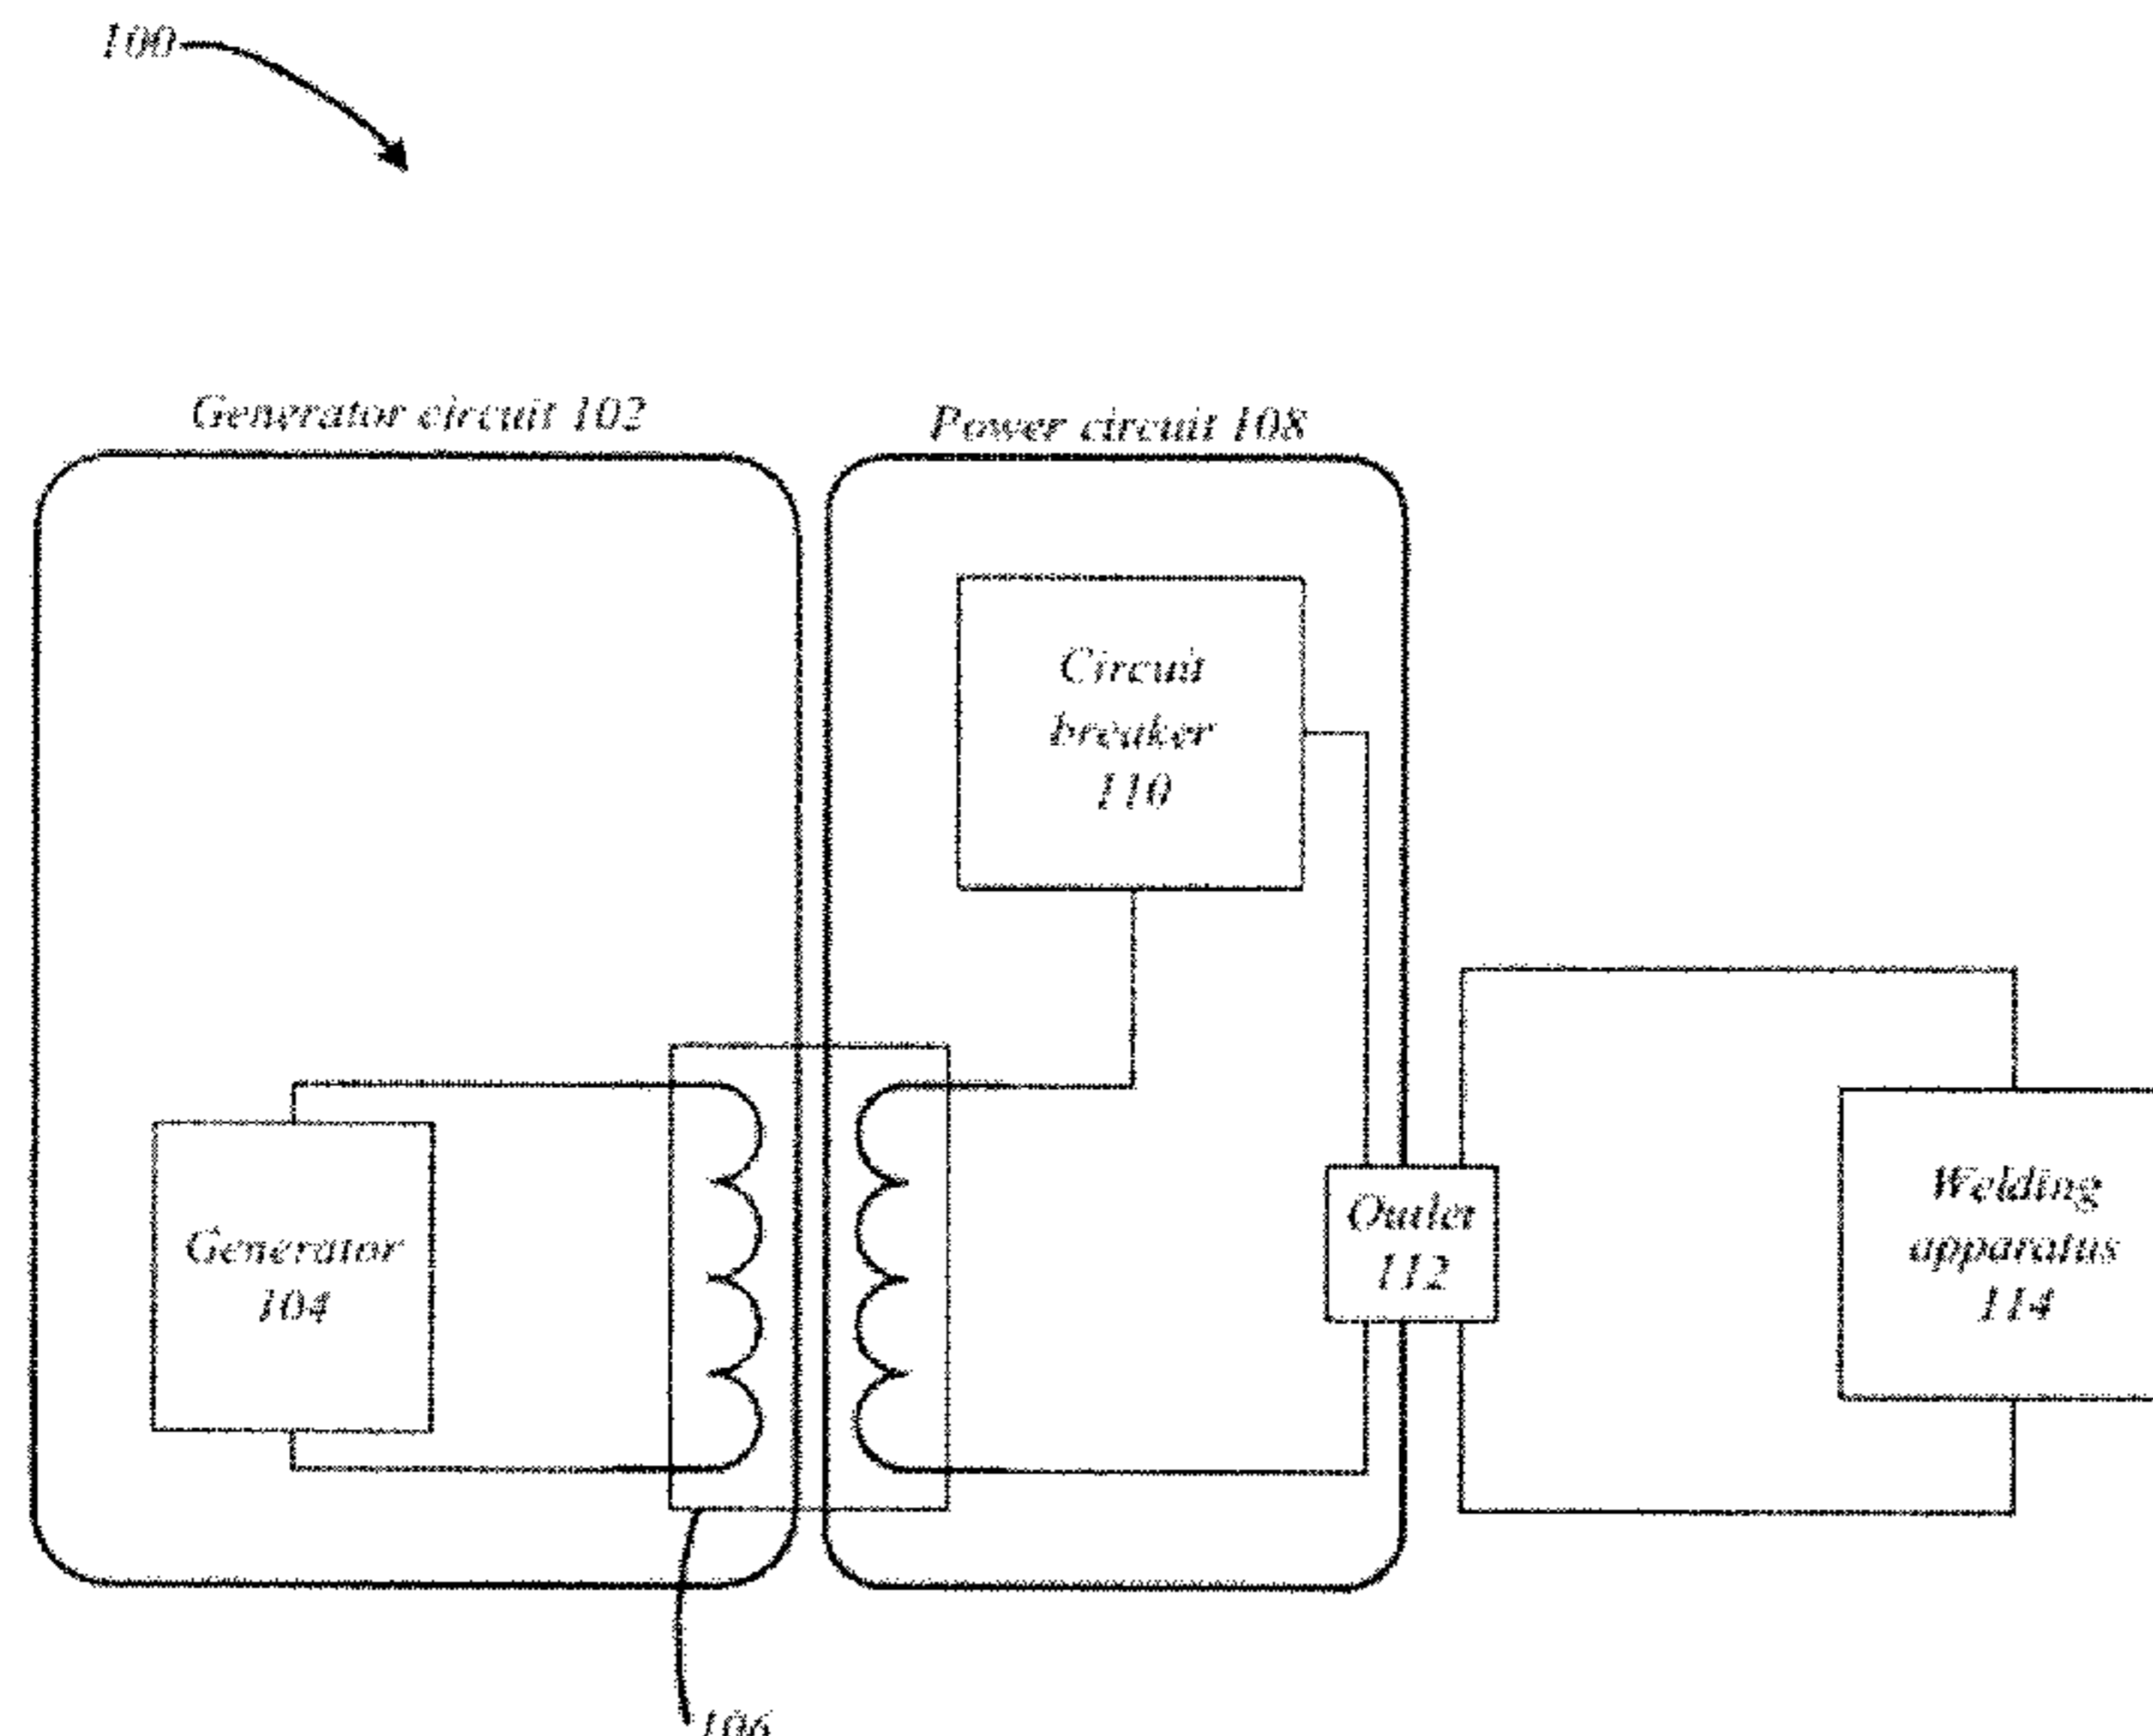 100
Generator circuit 102
Power circuit 108
Circuit
breaker
110
Generator
104
Outlet
112
Welding
apparatus
114
106